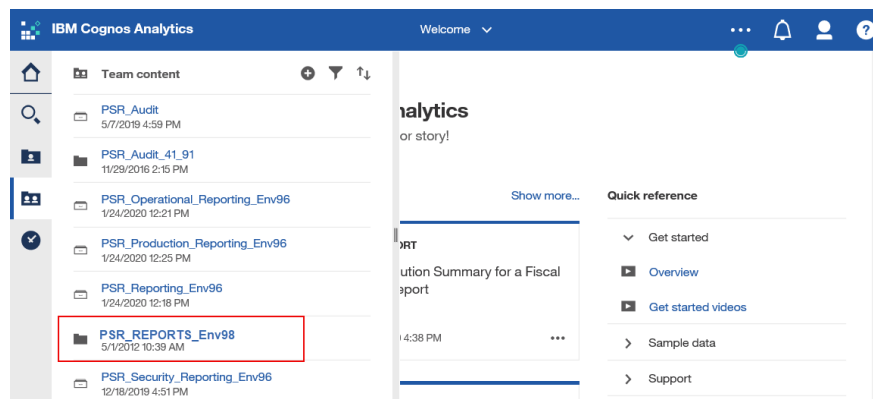 IBM Cognos Analytics
Welcome
?
Team content
PSR_Audit
5/7/2019 4:59 PM
PSR_Audit_41_91
11/29/2016 2:15 PM
PSR_Operational_Reporting_Env96
1/24/2020 12:21 PM
PSR_Production_Reporting_Env96
1/24/2020 12:25 PM
PSR_Reporting_Env96
1/24/2020 12:18 PM
PSR_REPORTS_Env98
5/1/2012 10:39 AM
PSR_Security_Reporting_Env96
12/18/2019 4:51 PM
nalytics
or story!
Show more...
ORT
ution Summary for a Fiscal
eport
4:38 PM
Quick reference
Get started
Overview
Get started videos
Sample data
Support